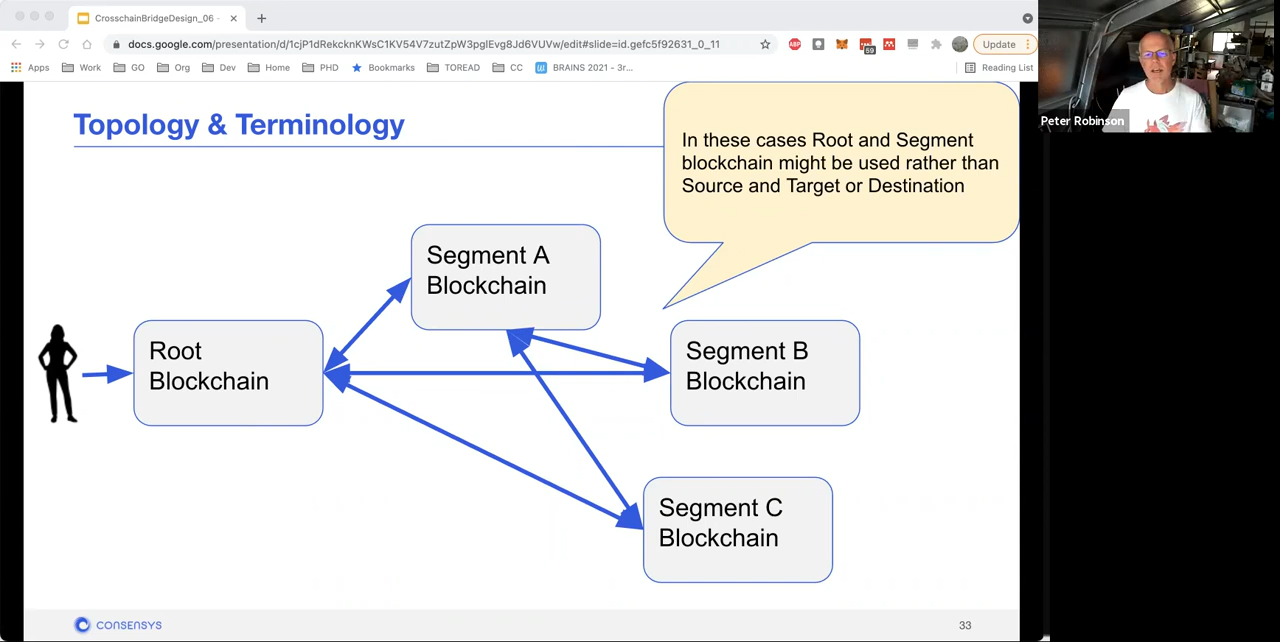 CrosschainBridgeDesign_06 -
docs.google.com/presentation/d/1cjP1dRekcknKWsC1KV54V7zutZpW3pglEvg8Jd6VUVw/edit#slide=id.gefc5f92631_0_11
ABP
59
Update
Apps
Work
GO
Org
Dev
Home
PHD
Bookmarks
TOREAD
CC
BRAINS 2021 - 3r...
Reading List
Peter Robinson
Topology & Terminology
In these cases Root and Segment
blockchain might be used rather than
Source and Target or Destination
Segment A
Blockchain
Root
Blockchain
Segment B
Blockchain
Segment C
Blockchain
CONSENSYS
33